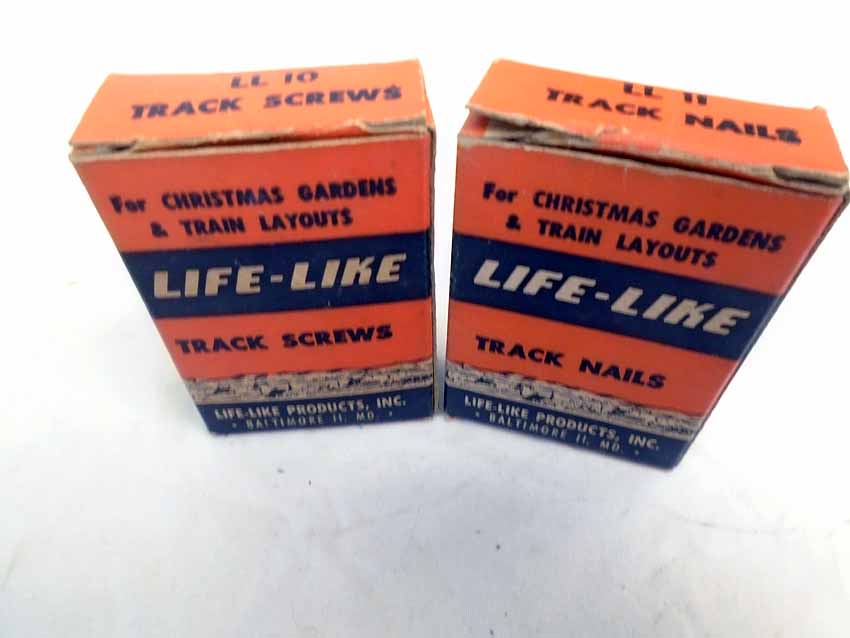 LL 10
TRACK SCREWS
For CHRISTMAS GARDENS
& TRAIN LAYOUTS
LIFE-LIKE
TRACK SCREWS
LIFE-LIKE PRODUCTS, INC.
• BALTIMORE 11, MD. •
LL 11
TRACK NAILS
For CHRISTMAS GARDENS
& TRAIN LAYOUTS
LIFE-LIKE
TRACK NAILS
LIFE-LIKE PRODUCTS, INC.
• BALTIMORE 11, MD. •